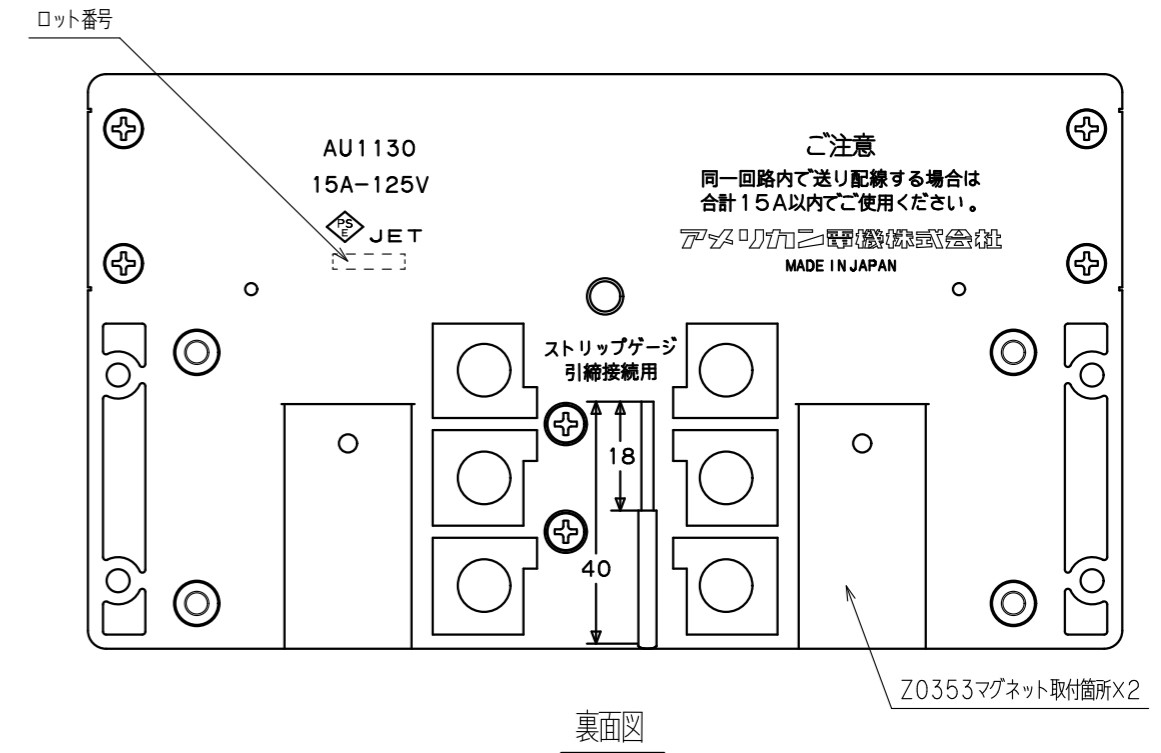 ロット番号
AU1130
15A-125V
PS
E
JET
ご注意
同一回路内で送り配線する場合は
合計15A以内でご使用ください。
アメリカン電機株式会社
MADE IN JAPAN
ストリップゲージ
引締接続用
18
40
Z0353マグネット取付箇所×2
裏面図